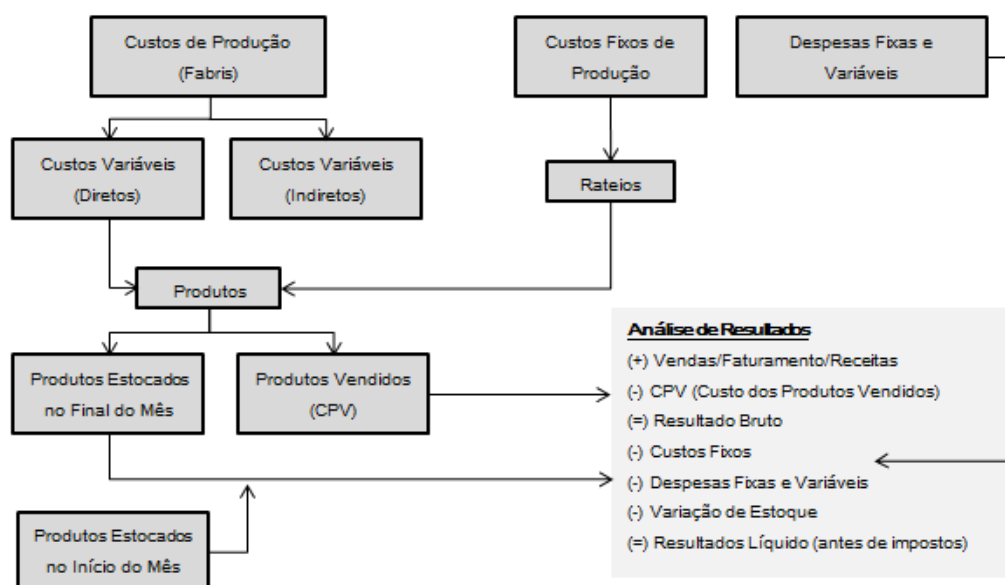 Custos de Produção
(Fabris)
Custos Fixos de
Produção
Despesas Fixas e
Variáveis
Custos Variáveis
(Diretos)
Custos Variáveis
(Indiretos)
Rateios
Produtos
Produtos Estocados
no Final do Mês
Produtos Vendidos
(CPV)
Produtos Estocados
no Início do Mês
Análise de Resultados
(+) Vendas/Faturamento/Receitas
(-) CPV (Custo dos Produtos Vendidos)
(=) Resultado Bruto
(-) Custos Fixos
(-) Despesas Fixas e Variáveis
(-) Variação de Estoque
(=) Resultados Líquido (antes de impostos)